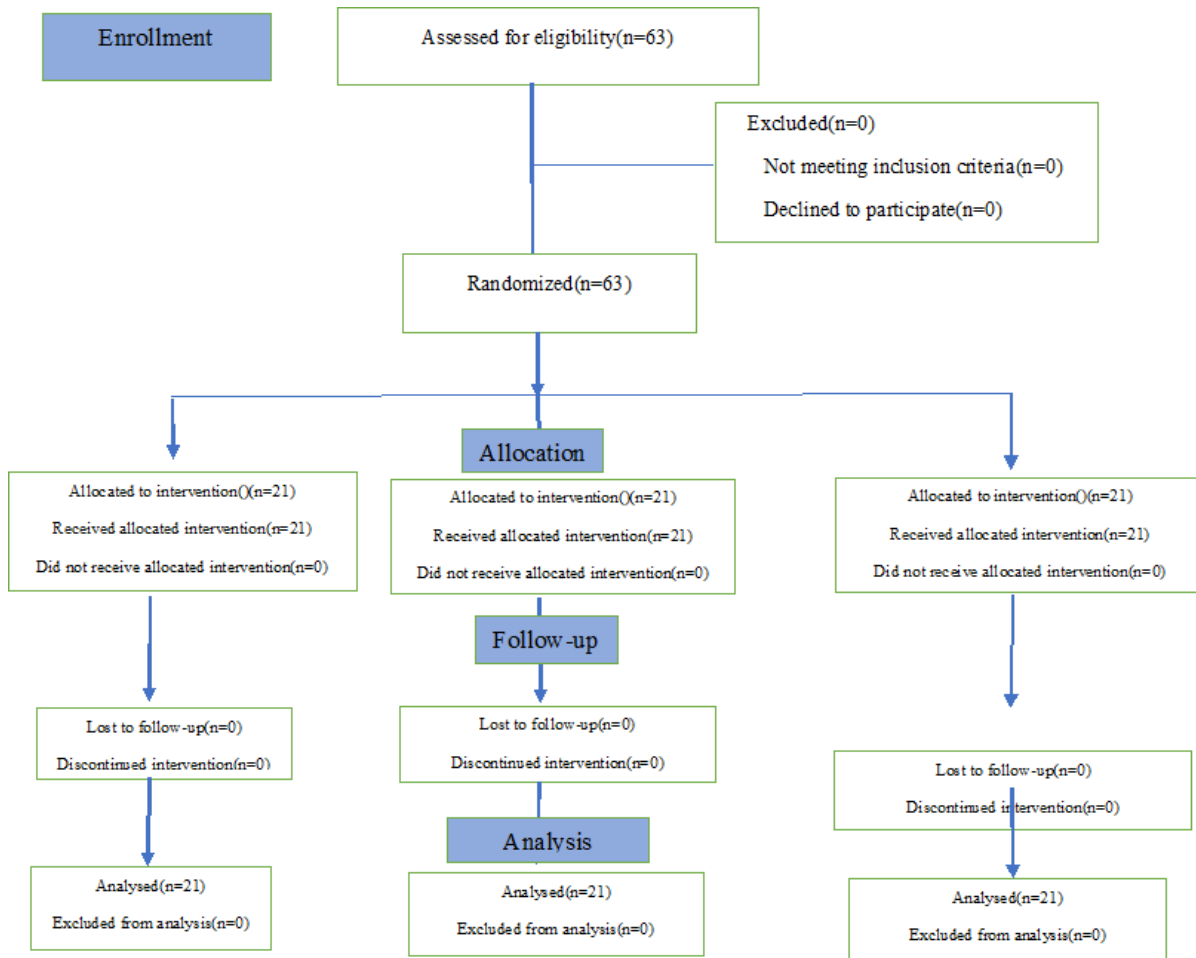 Enrollment
Assessed for eligibility(n=63)
Excluded(n=0)
Not meeting inclusion criteria(n=0)
Declined to participate(n=0)
Randomized(n=63)
Allocation
Allocated to intervention()(n=21)
Received allocated intervention(n=21)
Did not receive allocated intervention(n=0)
Allocated to intervention()(n=21)
Received allocated intervention(n=21)
Did not receive allocated intervention(n=0)
Allocated to intervention()(n=21)
Received allocated intervention(n=21)
Did not receive allocated intervention(n=0)
Follow-up
Lost to follow-up(n=0)
Discontinued intervention(n=0)
Lost to follow-up(n=0)
Discontinued intervention(n=0)
Lost to follow-up(n=0)
Discontinued intervention(n=0)
Analysis
Analysed(n=21)
Excluded from analysis(n=0)
Analysed(n=21)
Excluded from analysis(n=0)
Analysed(n=21)
Excluded from analysis(n=0)